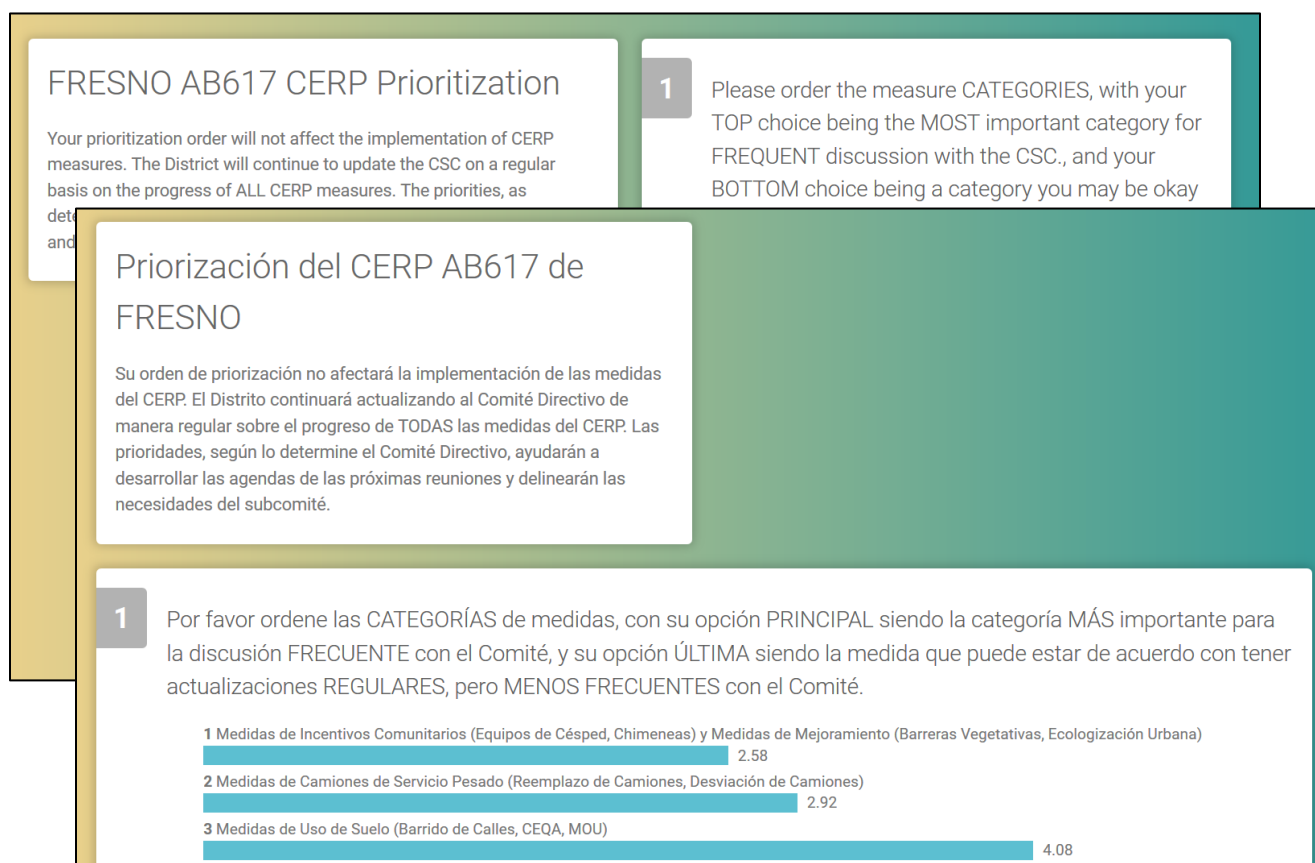 FRESNO AB617 CERP Prioritization
Your prioritization order will not affect the implementation of CERP
measures. The District will continue to update the CSC on a regular
basis on the progress of ALL CERP measures. The priorities, as
and
1
Please order the measure CATEGORIES, with your
TOP choice being the MOST important category for
FREQUENT discussion with the CSC., and your
BOTTOM choice being a category you may be okay
Priorización del CERP AB617 de
FRESNO
Su orden de priorización no afectará la implementación de las medidas
del CERP. El Distrito continuará actualizando al Comité Directivo de
manera regular sobre el progreso de TODAS las medidas del CERP. Las
prioridades, según lo determine el Comité Directivo, ayudarán a
desarrollar las agendas de las próximas reuniones y delinearán las
necesidades del subcomité.
1
Por favor ordene las CATEGORÍAS de medidas, con su opción PRINCIPAL siendo la categoría MÁS importante para
la discusión FRECUENTE con el Comité, y su opción ÚLTIMA siendo la medida que puede estar de acuerdo con tener
actualizaciones REGULARES, pero MENOS FRECUENTES con el Comité.
1 Medidas de Incentivos Comunitarios (Equipos de Césped, Chimeneas) y Medidas de Mejoramiento (Barreras Vegetativas, Ecologización Urbana)
2.58
2 Medidas de Camiones de Servicio Pesado (Reemplazo de Camiones, Desviación de Camiones)
2.92
3 Medidas de Uso de Suelo (Barrido de Calles, CEQA, MOU)
4.08